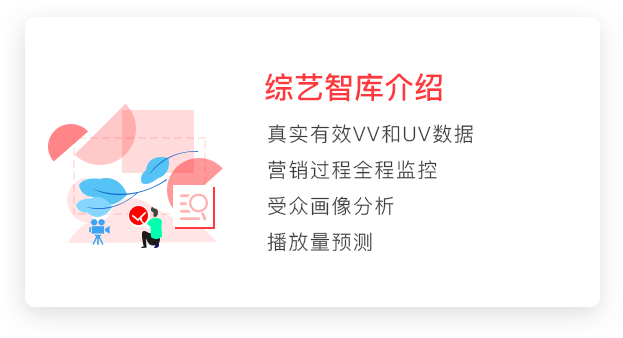 综艺智库介绍
真实有效VV和UV数据
营销过程全程监控
受众画像分析
播放量预测